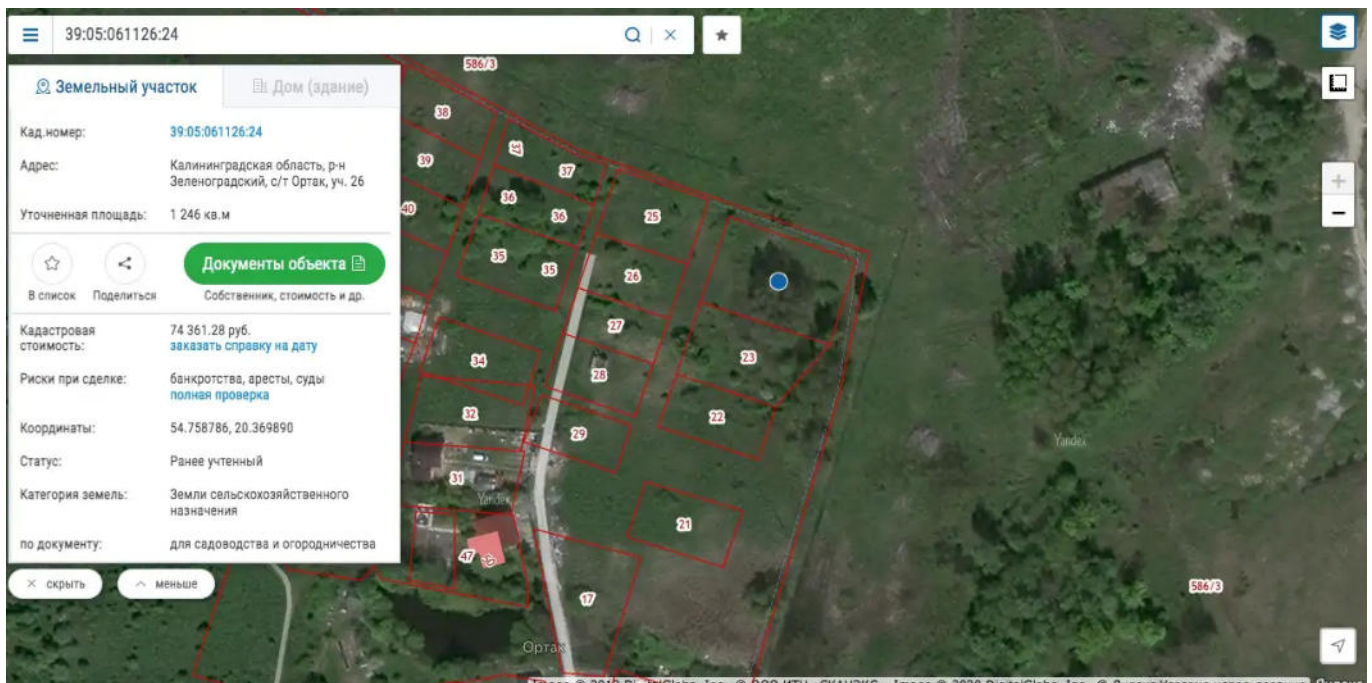 39:05:061126:24
Земельный участок
Дом (здание)
Кад.номер:
39:05:061126:24
Адрес:
Калининградская область, р-н
Зеленоградский, с/т Ортак, уч. 26
Уточненная площадь:
1 246 кв.м
В список
Поделиться
Документы объекта
Собственник, стоимость и др.
Кадастровая
стоимость:
74 361.28 руб.
заказать справку на дату
Риски при сделке:
банкротства, аресты, суды
полная проверка
Координаты:
54.758786, 20.369890
Статус:
Ранее учтенный
Категория земель:
Земли сельскохозяйственного
назначения
по документу:
для садоводства и огородничества
скрыть
меньше
586/3
38
37
39
37
36
40
36
25
35
35
26
27
34
23
28
32
22
29
31
Yandex
Yandex
21
47
17
586/3
Ортак